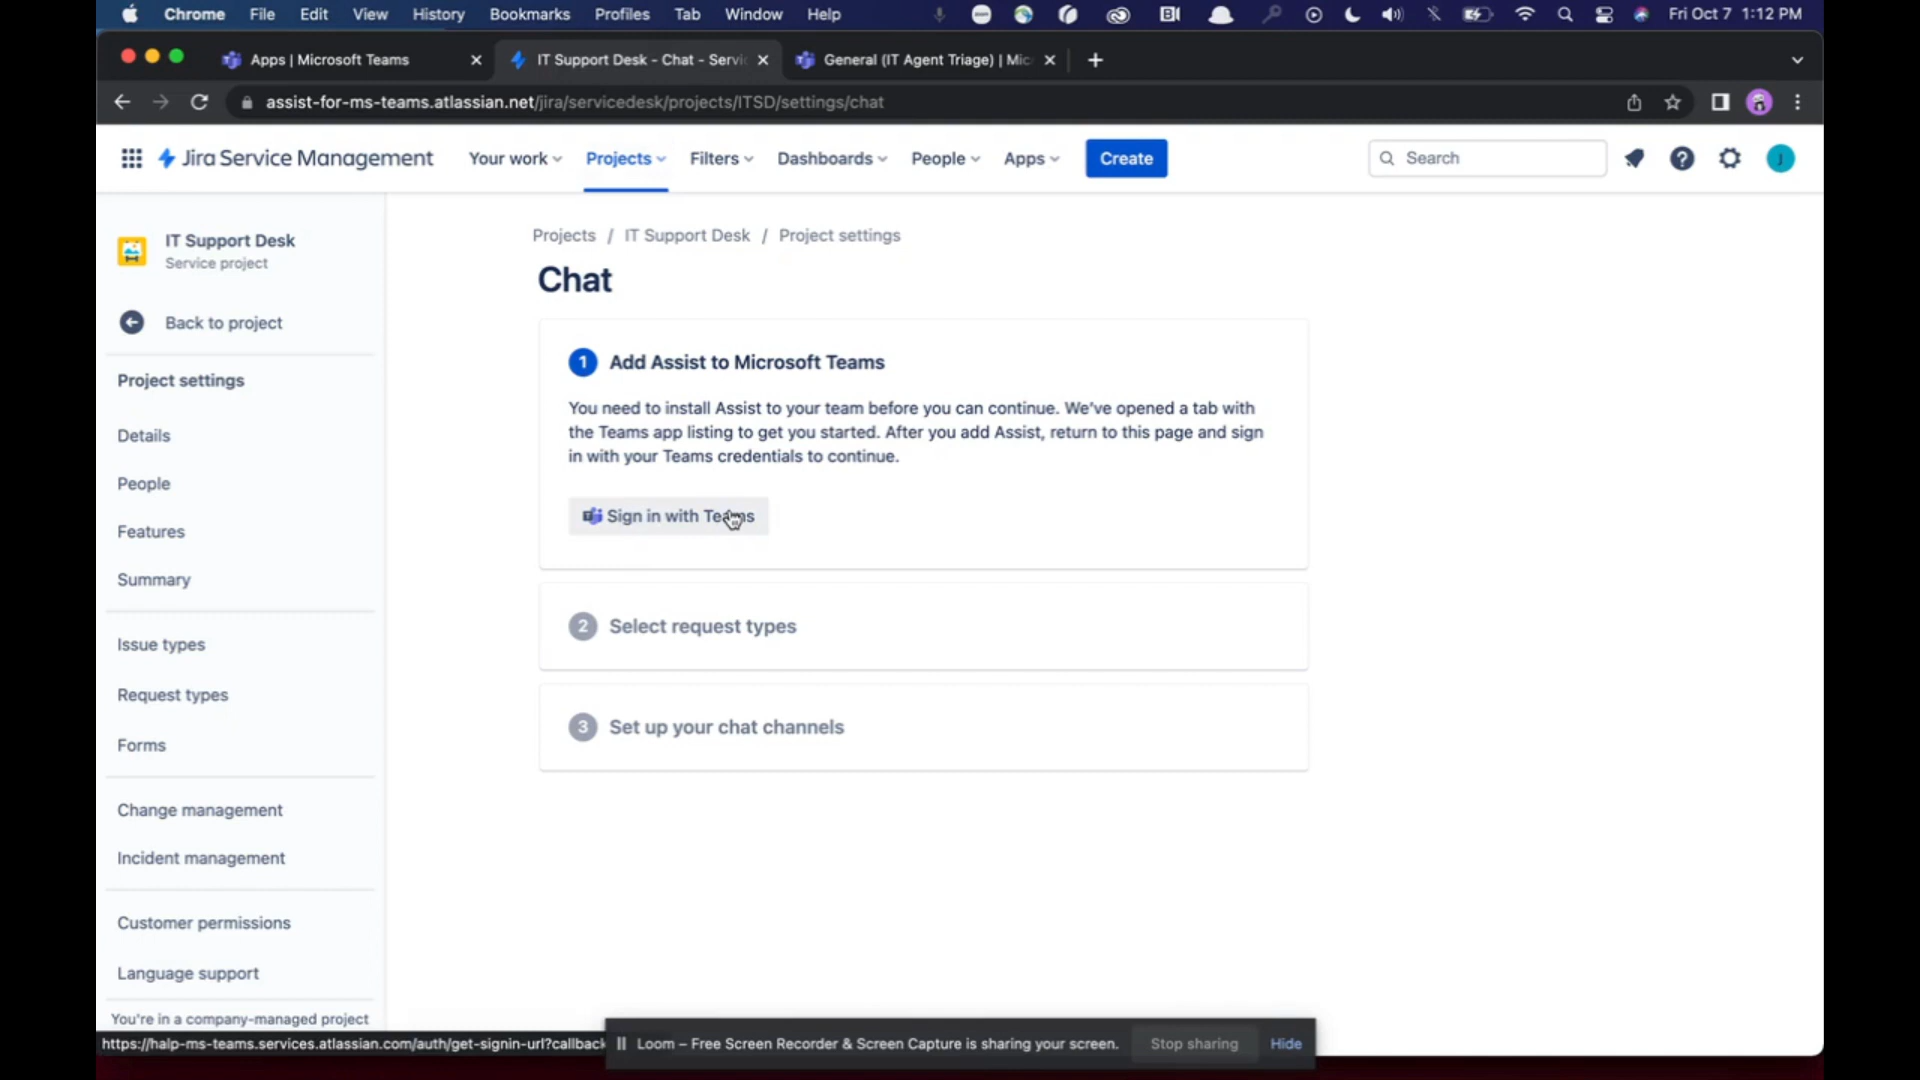 Chrome File Edit View History Bookmarks Profiles Tab Window Help Fri Oct 7 1:12 PM
Apps | Microsoft Teams
IT Support Desk - Chat - Servi
General (IT Agent Triage) | Mic
assist-for-ms-teams.atlassian.net/jira/servicedesk/projects/ITSD/settings/chat
Jira Service Management Your work Projects Filters Dashboards People Apps Create Search J
IT Support Desk
Service project
Back to project
Project settings
Details
People
Features
Summary
Issue types
Request types
Forms
Change management
Incident management
Customer permissions
Language support
You're in a company-managed project
Projects / IT Support Desk / Project settings
Chat
1 Add Assist to Microsoft Teams
You need to install Assist to your team before you can continue. We've opened a tab with
the Teams app listing to get you started. After you add Assist, return to this page and sign
in with your Teams credentials to continue.
Sign in with Teams
2 Select request types
3 Set up your chat channels
https://halp-ms-teams.services.atlassian.com/auth/get-signin-url?callback
Loom – Free Screen Recorder & Screen Capture is sharing your screen. Stop sharing Hide